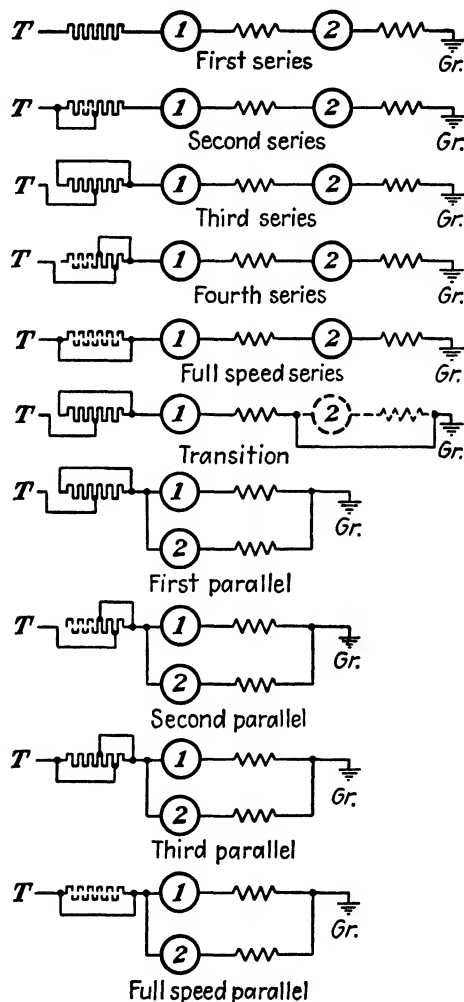 T 1 2
First series Gr.
T 1 2
Second series Gr.
T 1 2
Third series Gr.
T 1 2
Fourth series Gr.
T 1 2
Full speed series Gr.
T 1 2
Transition Gr.
T 1
Gr.
2
First parallel
T 1
Gr.
2
Second parallel
T 1
Gr.
2
Third parallel
T 1
Gr.
2
Full speed parallel